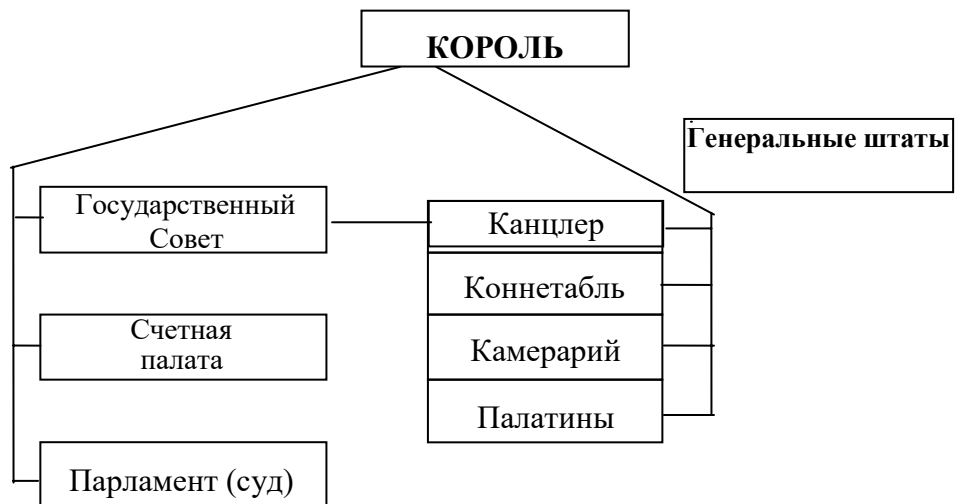 КОРОЛЬ
Генеральные штаты
Государственный
Совет
Канцлер
Коннетабль
Счетная
палата
Камерарий
Палатины
Парламент (суд)